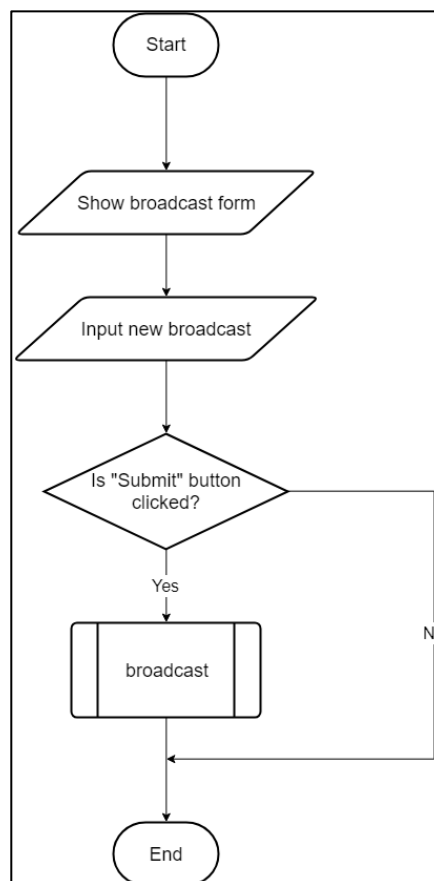 Start
Show broadcast form
Input new broadcast
Is "Submit" button
clicked?
Yes
N
broadcast
End